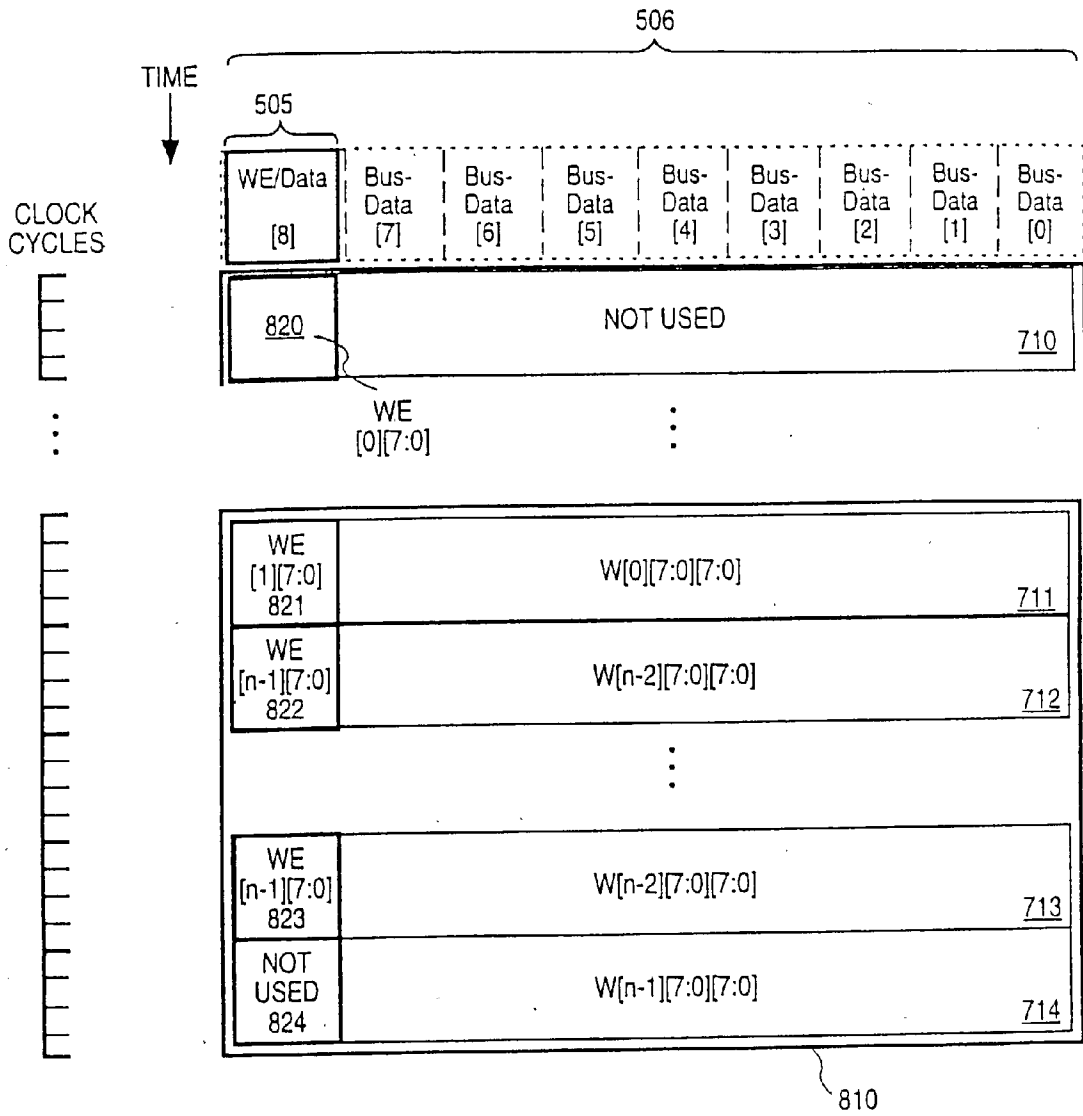 506
TIME
505
WE/Data [8]
Bus-Data [7]
Bus-Data [6]
Bus-Data [5]
Bus-Data [4]
Bus-Data [3]
Bus-Data [2]
Bus-Data [1]
Bus-Data [0]
CLOCK CYCLES
820
NOT USED
710
WE
[0][7:0]
WE
[1][7:0]
821
W[0][7:0][7:0]
711
WE
[n-1][7:0]
822
W[n-2][7:0][7:0]
712
WE
[n-1][7:0]
823
W[n-2][7:0][7:0]
713
NOT
USED
824
W[n-1][7:0][7:0]
714
810